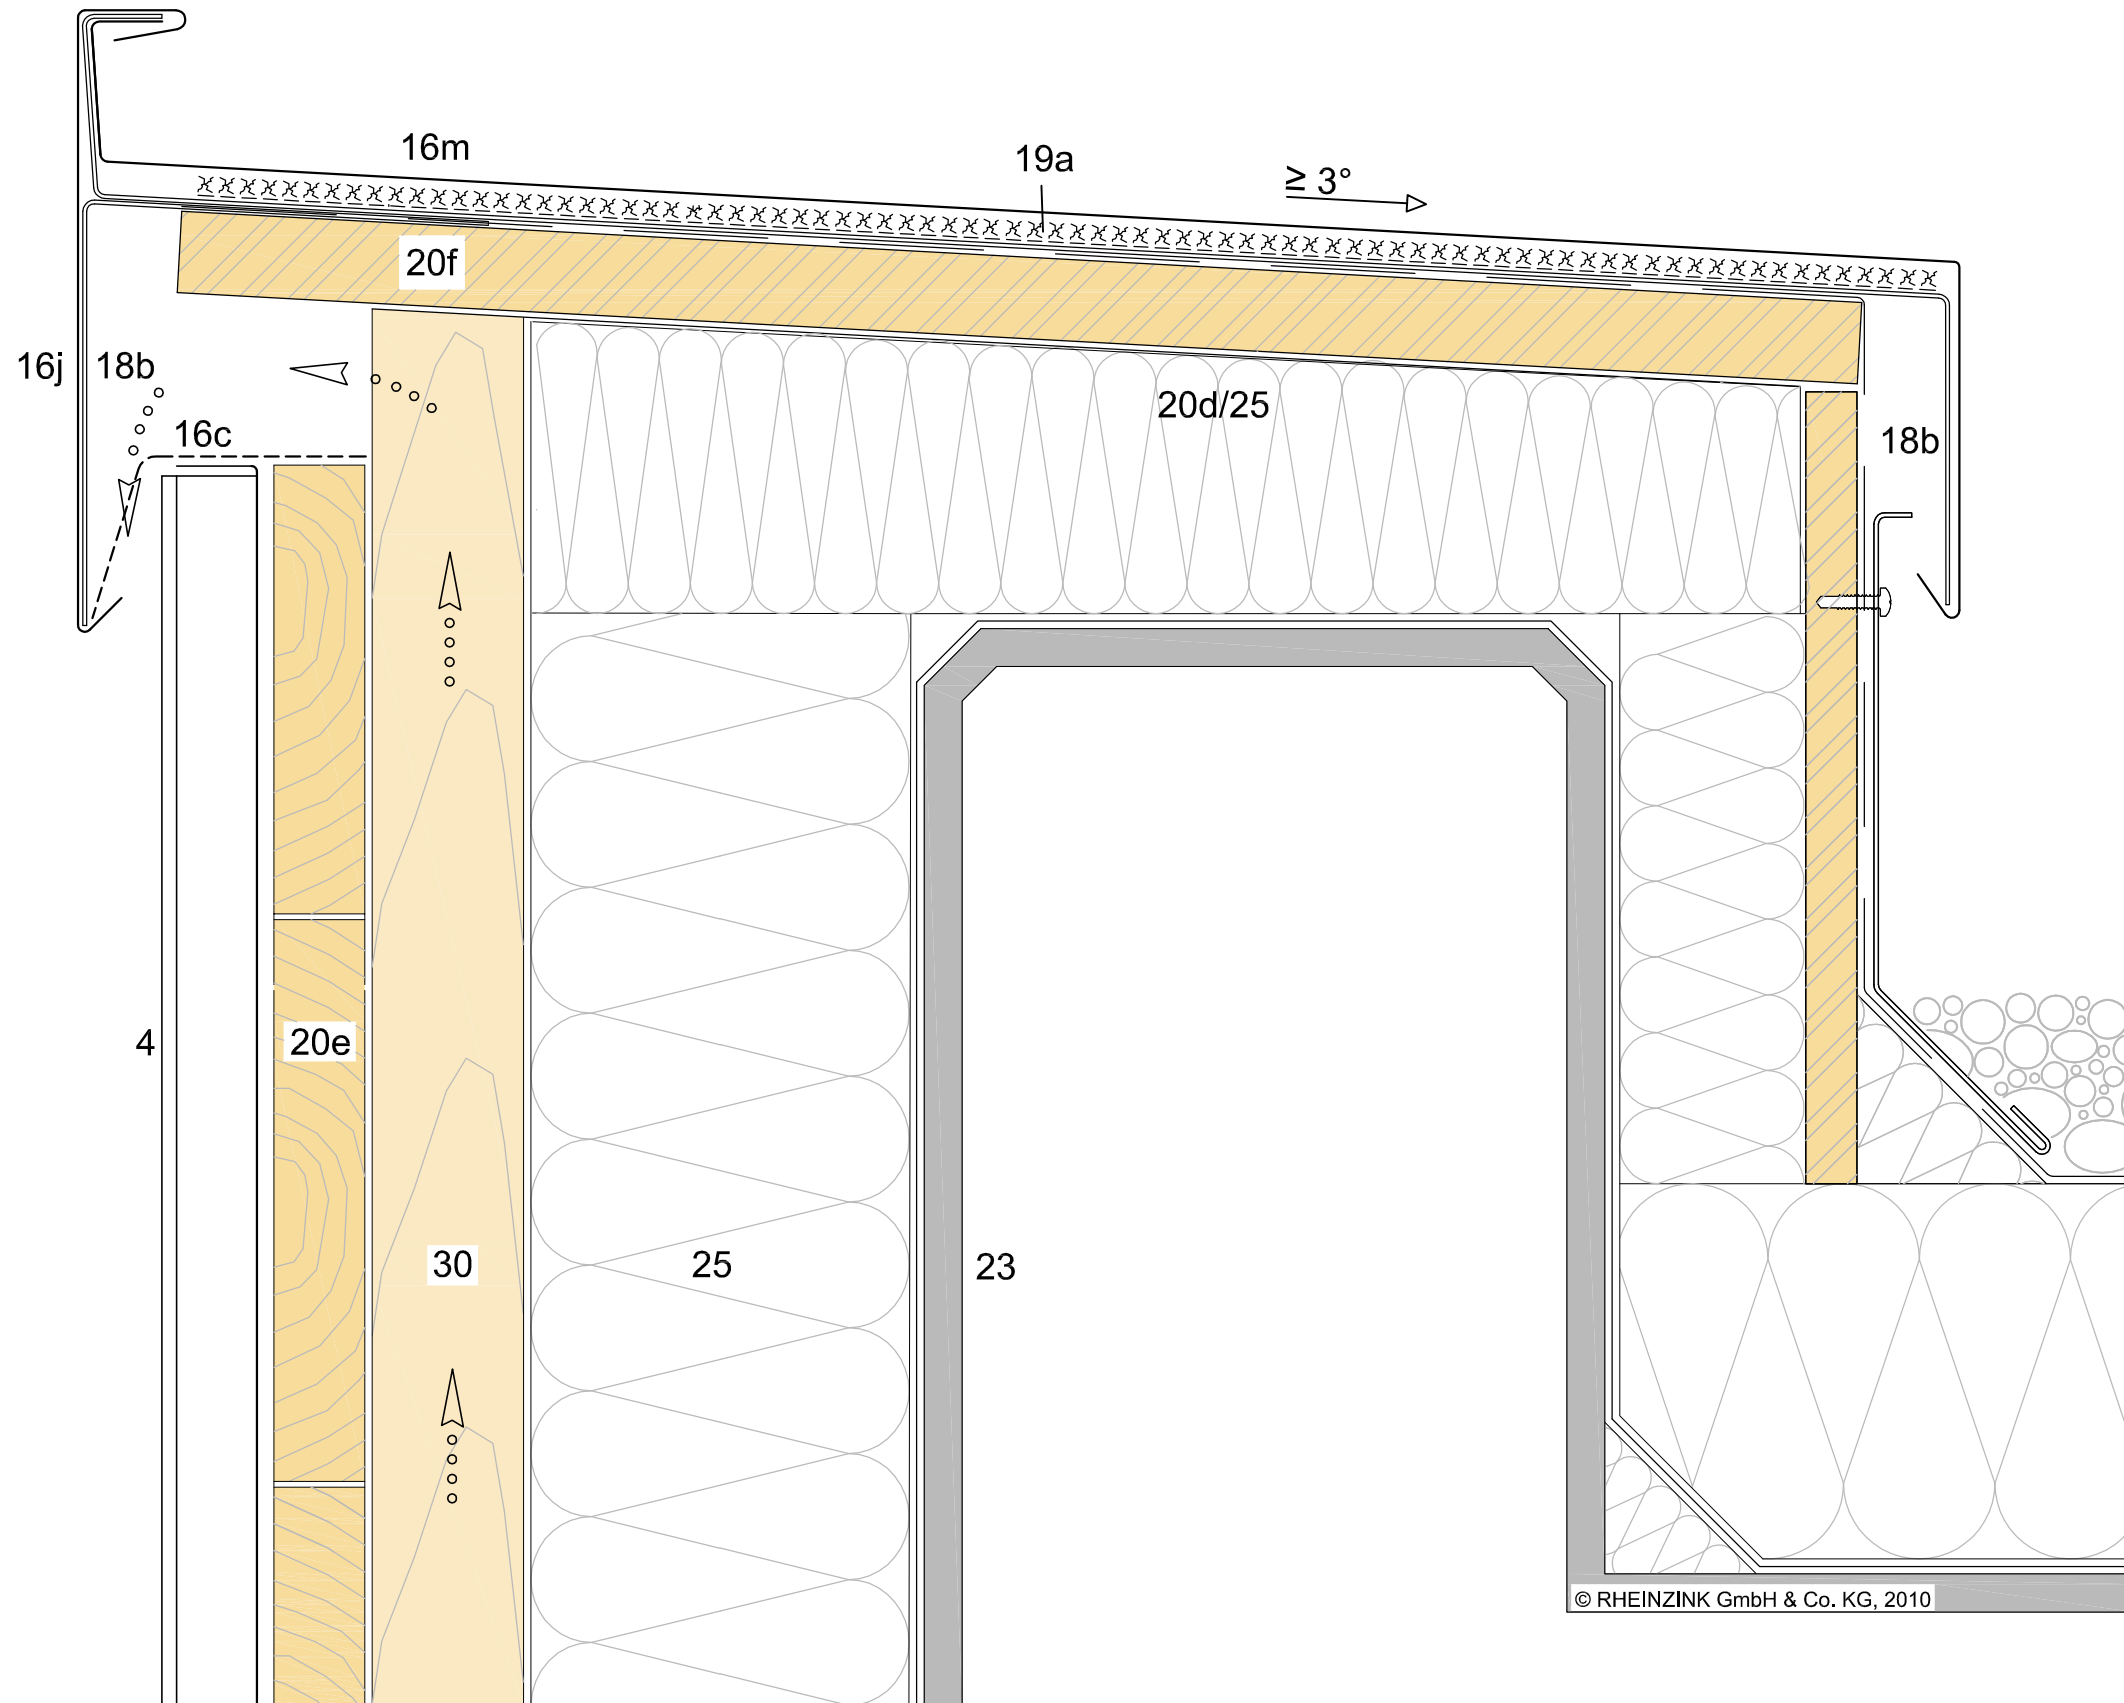 16m
19a
≥ 3°
20f
16j
18b
20d/25
16c
18b
4
20e
30
25
23
© RHEINZINK GmbH & Co. KG, 2010